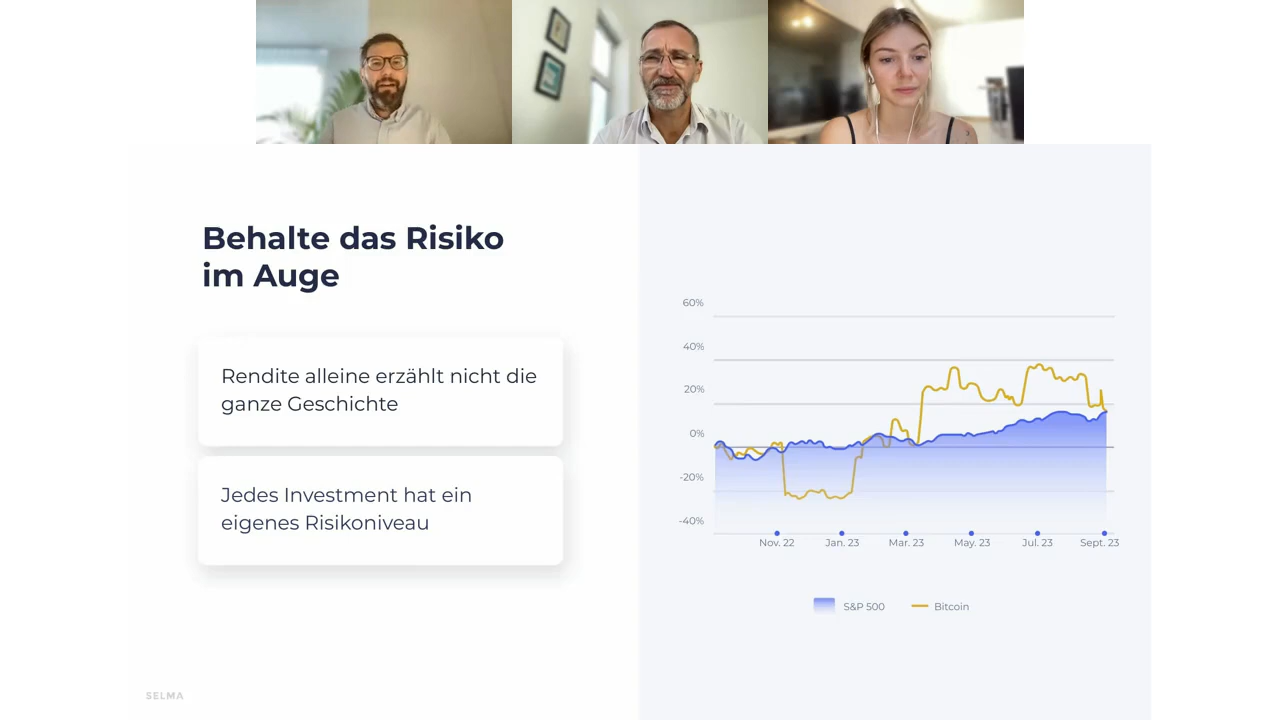 Behalte das Risiko
im Auge
Rendite alleine erzählt nicht die
ganze Geschichte
Jedes Investment hat ein
eigenes Risikoniveau
60%
40%
20%
0%
-20%
-40%
Nov. 22
Jan. 23
Mar. 23
May. 23
Jul. 23
Sept. 23
S&P 500
Bitcoin
SELMA